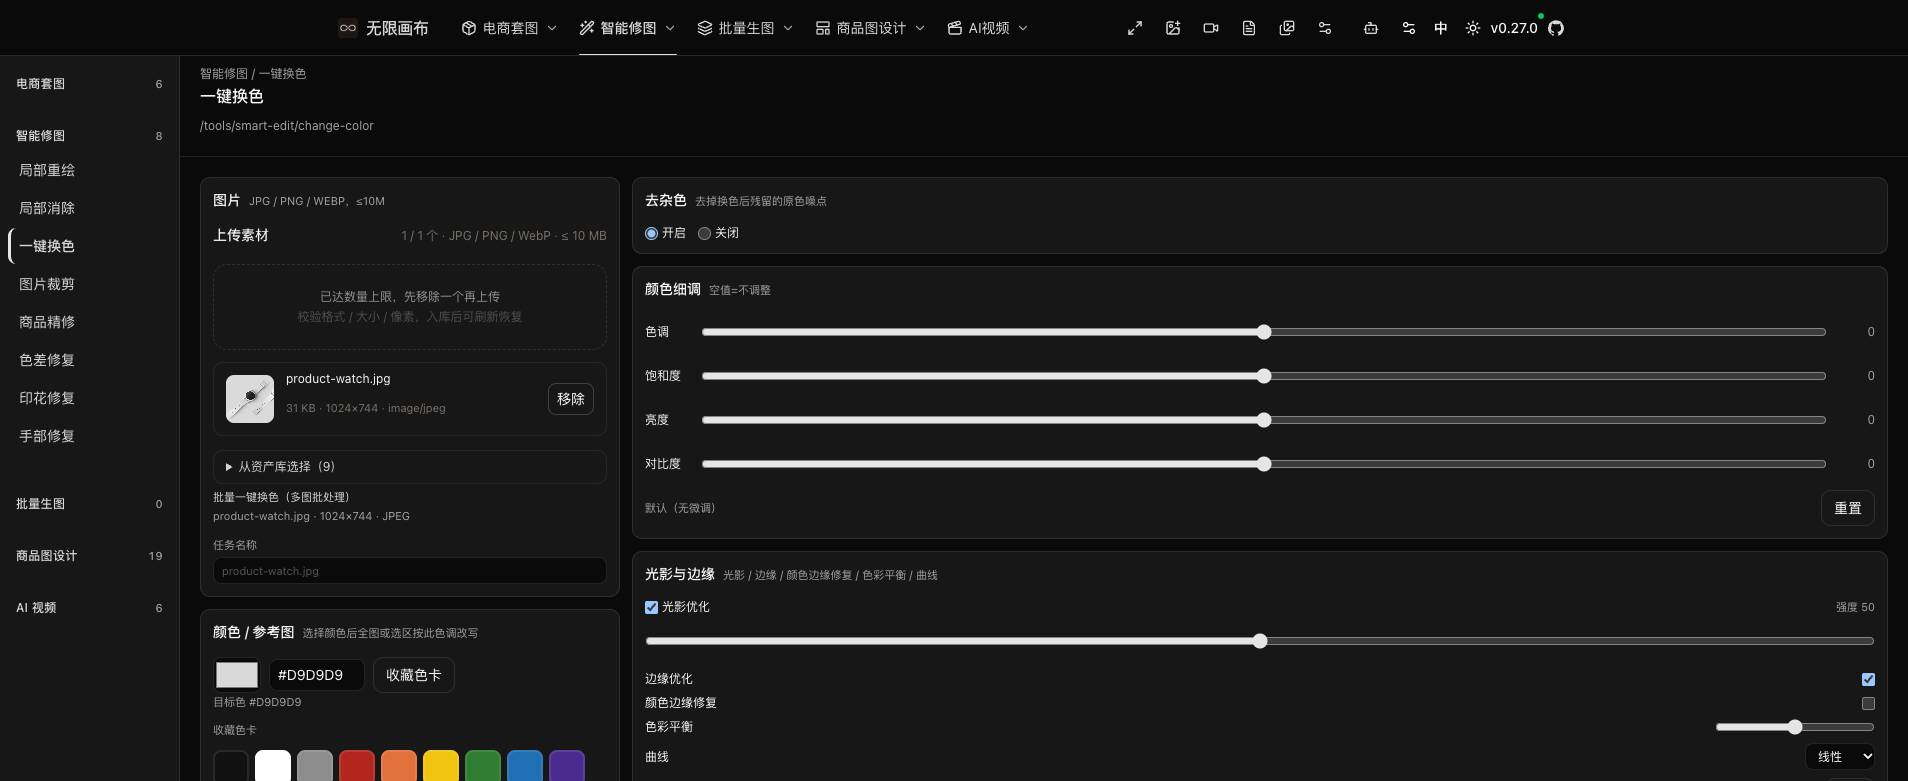 无限画布
电商套图
智能修图
批量生图
商品图设计
AI视频
中
v0.27.0
电商套图 6
智能修图 8
局部重绘
局部消除
一键换色
图片裁剪
商品精修
色差修复
印花修复
手部修复
批量生图 0
商品图设计 19
AI 视频 6
智能修图 / 一键换色
一键换色
/tools/smart-edit/change-color
图片 JPG / PNG / WEBP，≤10M
上传素材 1 / 1 个 · JPG / PNG / WebP · ≤ 10 MB
已达数量上限，先移除一个再上传
校验格式 / 大小 / 像素，入库后可刷新恢复
product-watch.jpg
31 KB · 1024×744 · image/jpeg
移除
从资产库选择（9）
批量一键换色（多图批处理）
product-watch.jpg · 1024×744 · JPEG
任务名称
product-watch.jpg
颜色 / 参考图 选择颜色后全图或选区按此色调改写
#D9D9D9 收藏色卡
目标色 #D9D9D9
收藏色卡
去杂色 去掉换色后残留的原色噪点
开启 关闭
颜色细调 空值=不调整
色调 0
饱和度 0
亮度 0
对比度 0
默认（无微调） 重置
光影与边缘 光影 / 边缘 / 颜色边缘修复 / 色彩平衡 / 曲线
光影优化 强度 50
边缘优化
颜色边缘修复
色彩平衡
曲线 线性